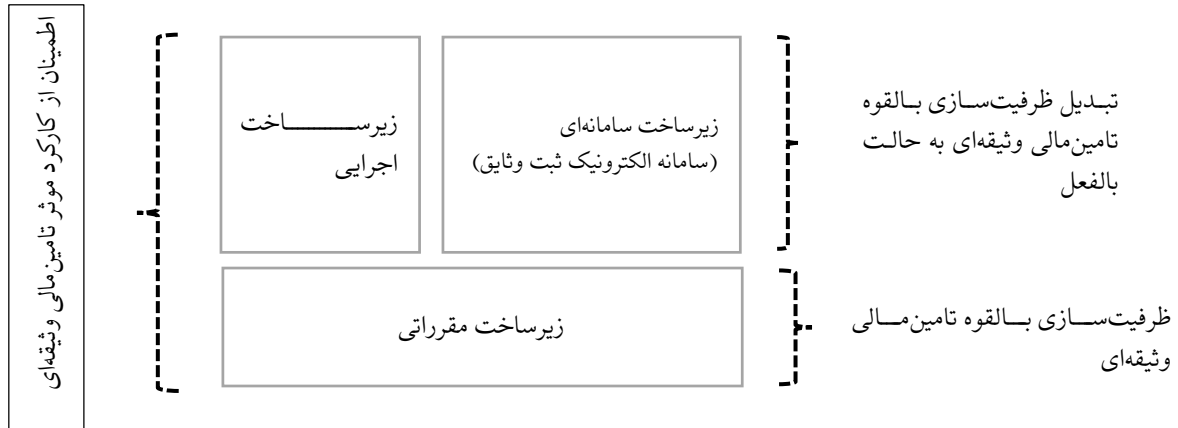 تبدیل ظرفیت‌سازی بالقوه
تامین‌مالی وثیقه‌ای به حالت
بالفعل
زیرساخت سامانه‌ای
(سامانه الکترونیک ثبت وثایق)
زیرساخت
اجرایی
ظرفیت‌سازی بالقوه تامین‌مالی
وثیقه‌ای
زیرساخت مقرراتی
اطمینان از کارکرد موثر تامین‌مالی وثیقه‌ای